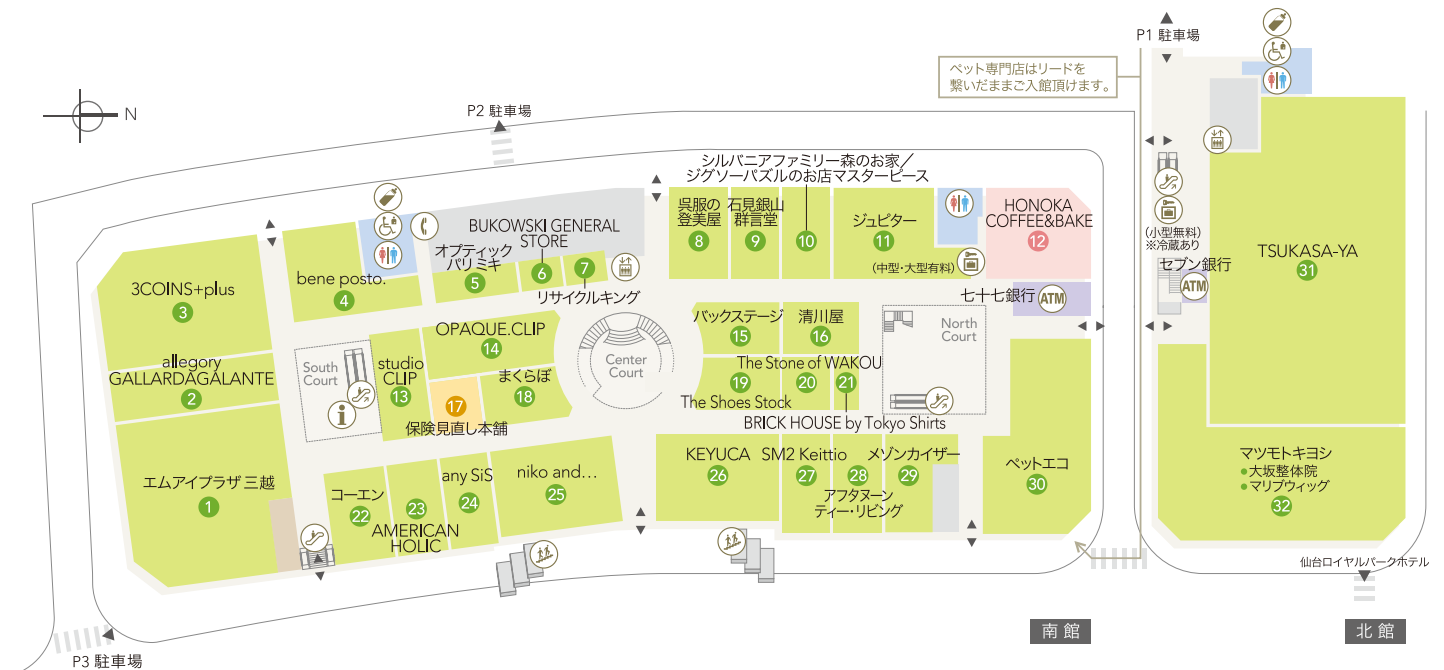 P1 駐車場
ペット専門店はリードを
繋いだままご入館頂けます。
N
P2 駐車場
シルバニアファミリー森のお家／
ジグソーパズルのお店マスターピース
10
呉服の
登美屋
8
石見銀山
群言堂
9
ジュピター
11
(中型・大型有料)
HONOKA
COFFEE&BAKE
12
(小型無料)
※冷蔵あり
セブン銀行
ATM
TSUKASA-YA
31
BUKOWSKI GENERAL
STORE
6
オプティック
パリミキ
5
7
リサイクルキング
bene posto.
4
3COINS+plus
3
七十七銀行
ATM
OPAQUE.CLIP
14
Center
Court
バックステージ
15
清川屋
16
North
Court
allegory
GALLARDAGALANTE
2
South
Court
i
studio
CLIP
13
17
保険見直し本舗
まくらぼ
18
19
The Shoes Stock
The Stone of WAKOU
20
21
BRICK HOUSE by Tokyo Shirts
エムアイプラザ 三越
1
コーエン
22
23
AMERICAN
HOLIC
any SiS
24
niko and...
25
KEYUCA
26
SM2 Keittio
27
28
アフタヌーン
ティー・リビング
メゾンカイザー
29
ペットエコ
30
マツモトキヨシ
●大坂整体院
●マリブウィッグ
32
仙台ロイヤルパークホテル
南館
北館
P3 駐車場